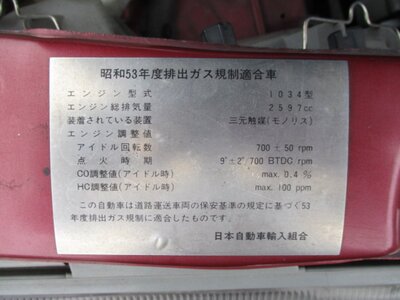 昭和53年度排出ガス規制適合車
エンジン型式 1034型
エンジン総排気量 2597cc
装着されている装置 三元触媒(モノリス)
エンジン調整値
アイドル回転数 700 ± 50 rpm
点火時期 9°± 2° 700 BTDC rpm
CO調整値(アイドル時) max. 0.4 %
HC調整値(アイドル時) max. 100 ppm
この自動車は道路運送車両の保安基準の規定に基づく53
年度排出ガス規制に適合したものです。
日本自動車輸入組合